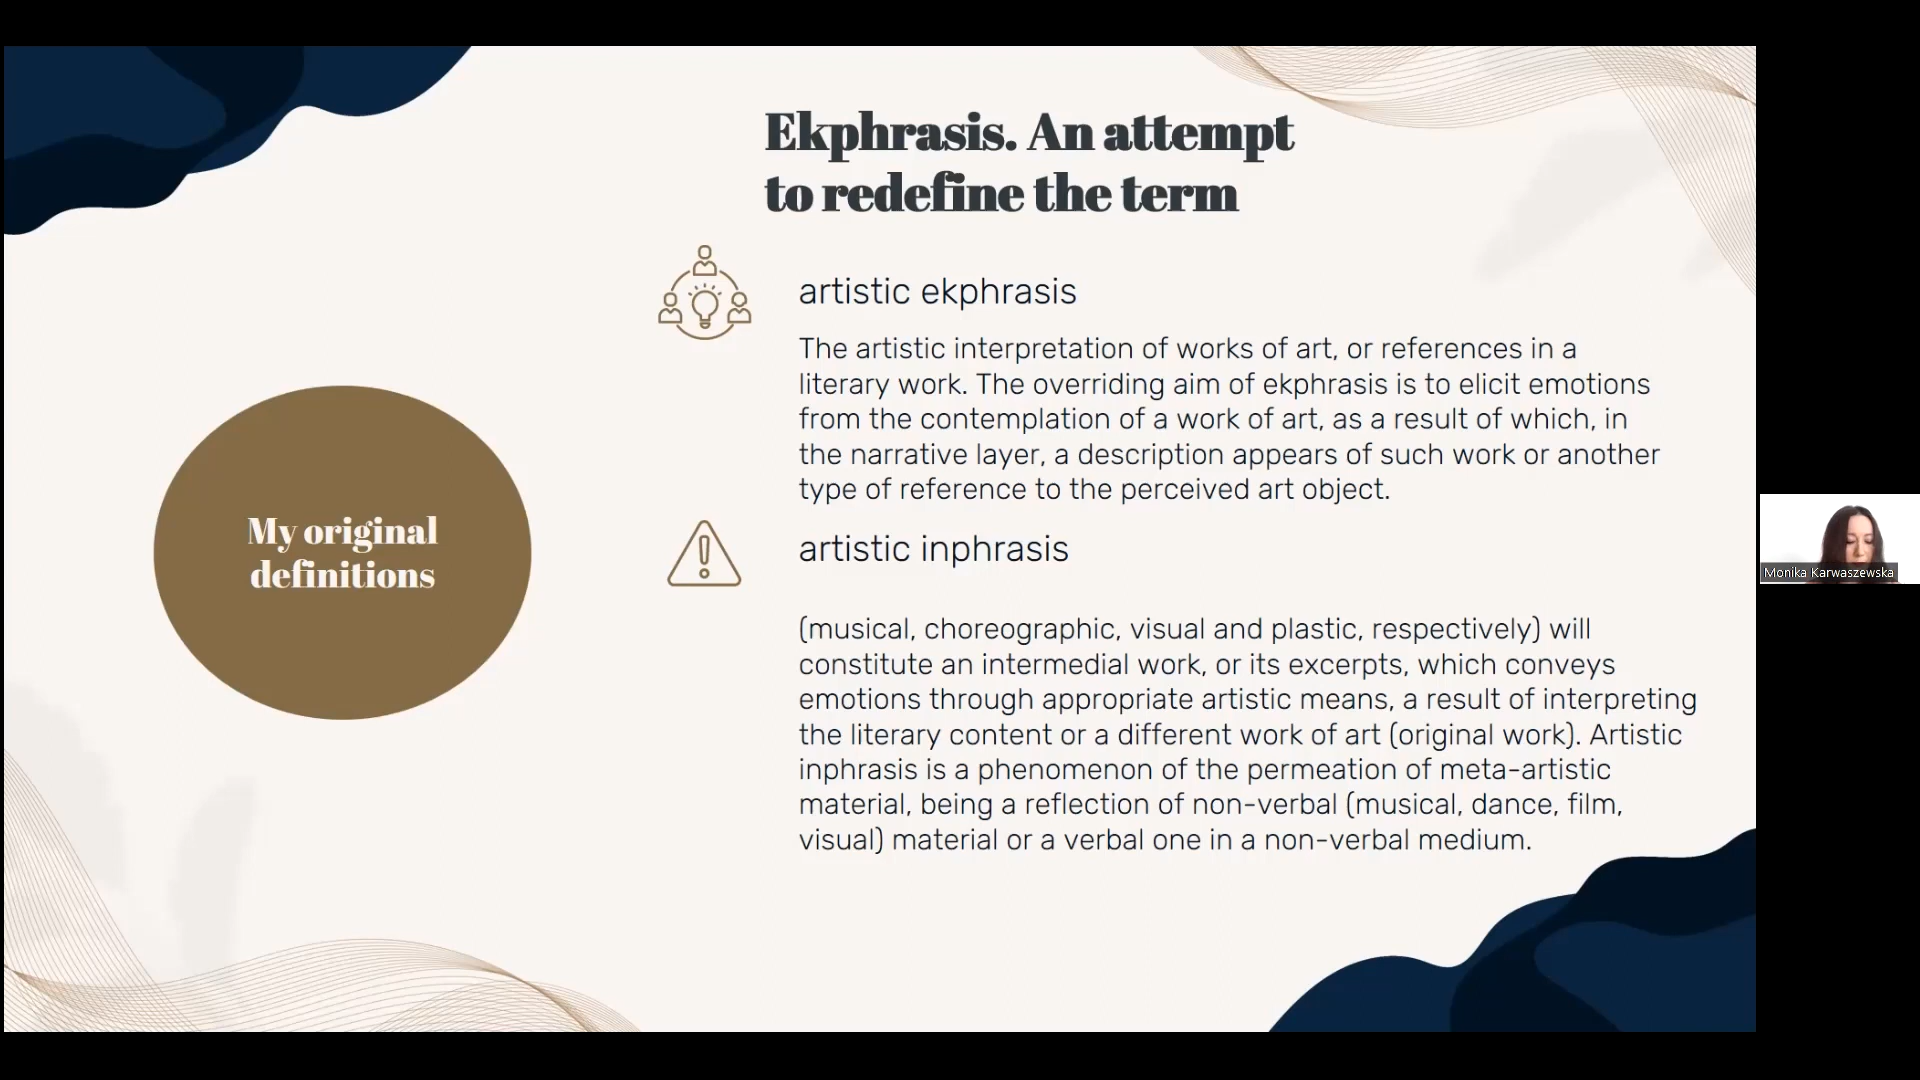 Ekphrasis. An attempt
to redefine the term
artistic ekphrasis
The artistic interpretation of works of art, or references in a
literary work. The overriding aim of ekphrasis is to elicit emotions
from the contemplation of a work of art, as a result of which, in
the narrative layer, a description appears of such work or another
type of reference to the perceived art object.
My original
definitions
artistic inphrasis
(musical, choreographic, visual and plastic, respectively) will
constitute an intermedial work, or its excerpts, which conveys
emotions through appropriate artistic means, a result of interpreting
the literary content or a different work of art (original work). Artistic
inphrasis is a phenomenon of the permeation of meta-artistic
material, being a reflection of non-verbal (musical, dance, film,
visual) material or a verbal one in a non-verbal medium.
Monika Karwaszewska